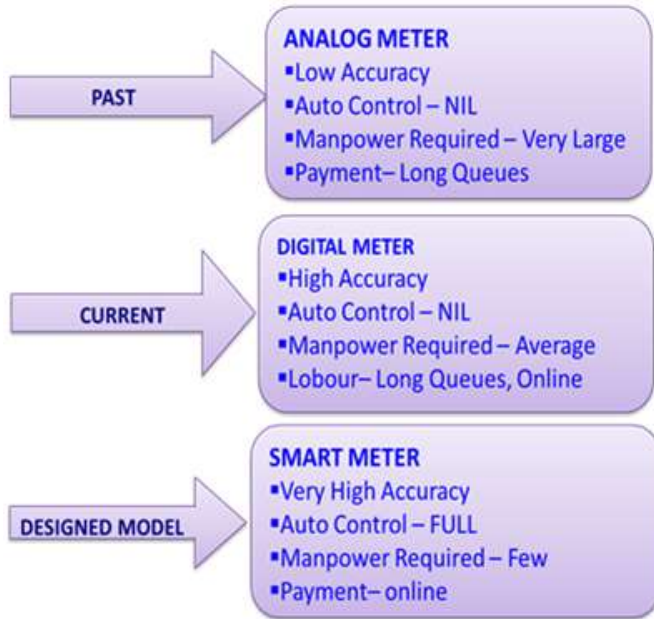 PAST
ANALOG METER
▪Low Accuracy
▪Auto Control – NIL
▪Manpower Required – Very Large
▪Payment– Long Queues
CURRENT
DIGITAL METER
▪High Accuracy
▪Auto Control – NIL
▪Manpower Required – Average
▪Lobour– Long Queues, Online
DESIGNED MODEL
SMART METER
▪Very High Accuracy
▪Auto Control – FULL
▪Manpower Required – Few
▪Payment– online